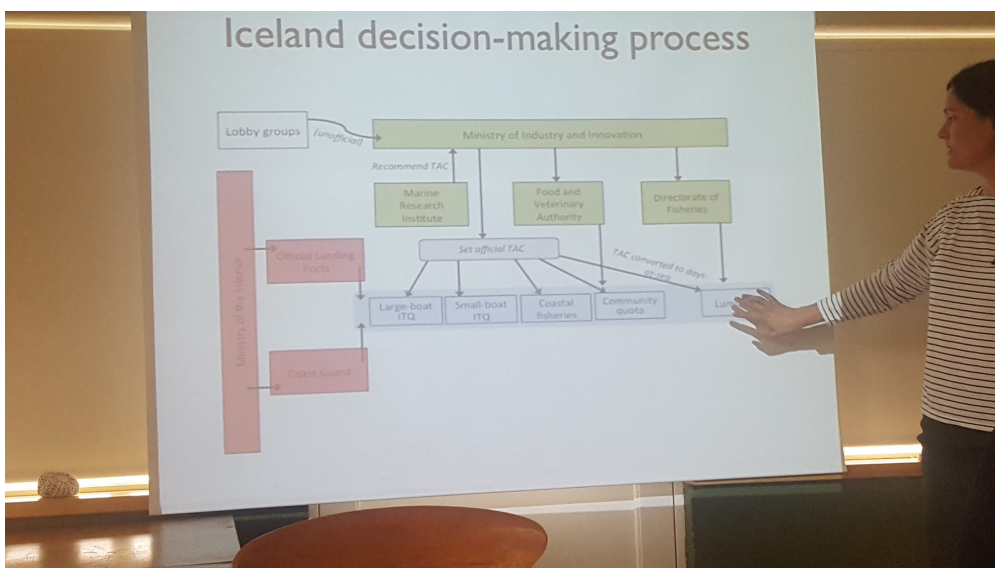 Iceland decision-making process
Lobby groups
(unofficial)
Ministry of Industry and Innovation
Recommend TAC
Marine
Research
Institute
Food and
Veterinary
Authority
Directorate of
Fisheries
Set official TAC
TAC converted to days-
at-sea
Ministry of the Interior
Official Landing
Ports
Large-boat
ITQ
Small-boat
ITQ
Coastal
fisheries
Community
quota
Coast Guard